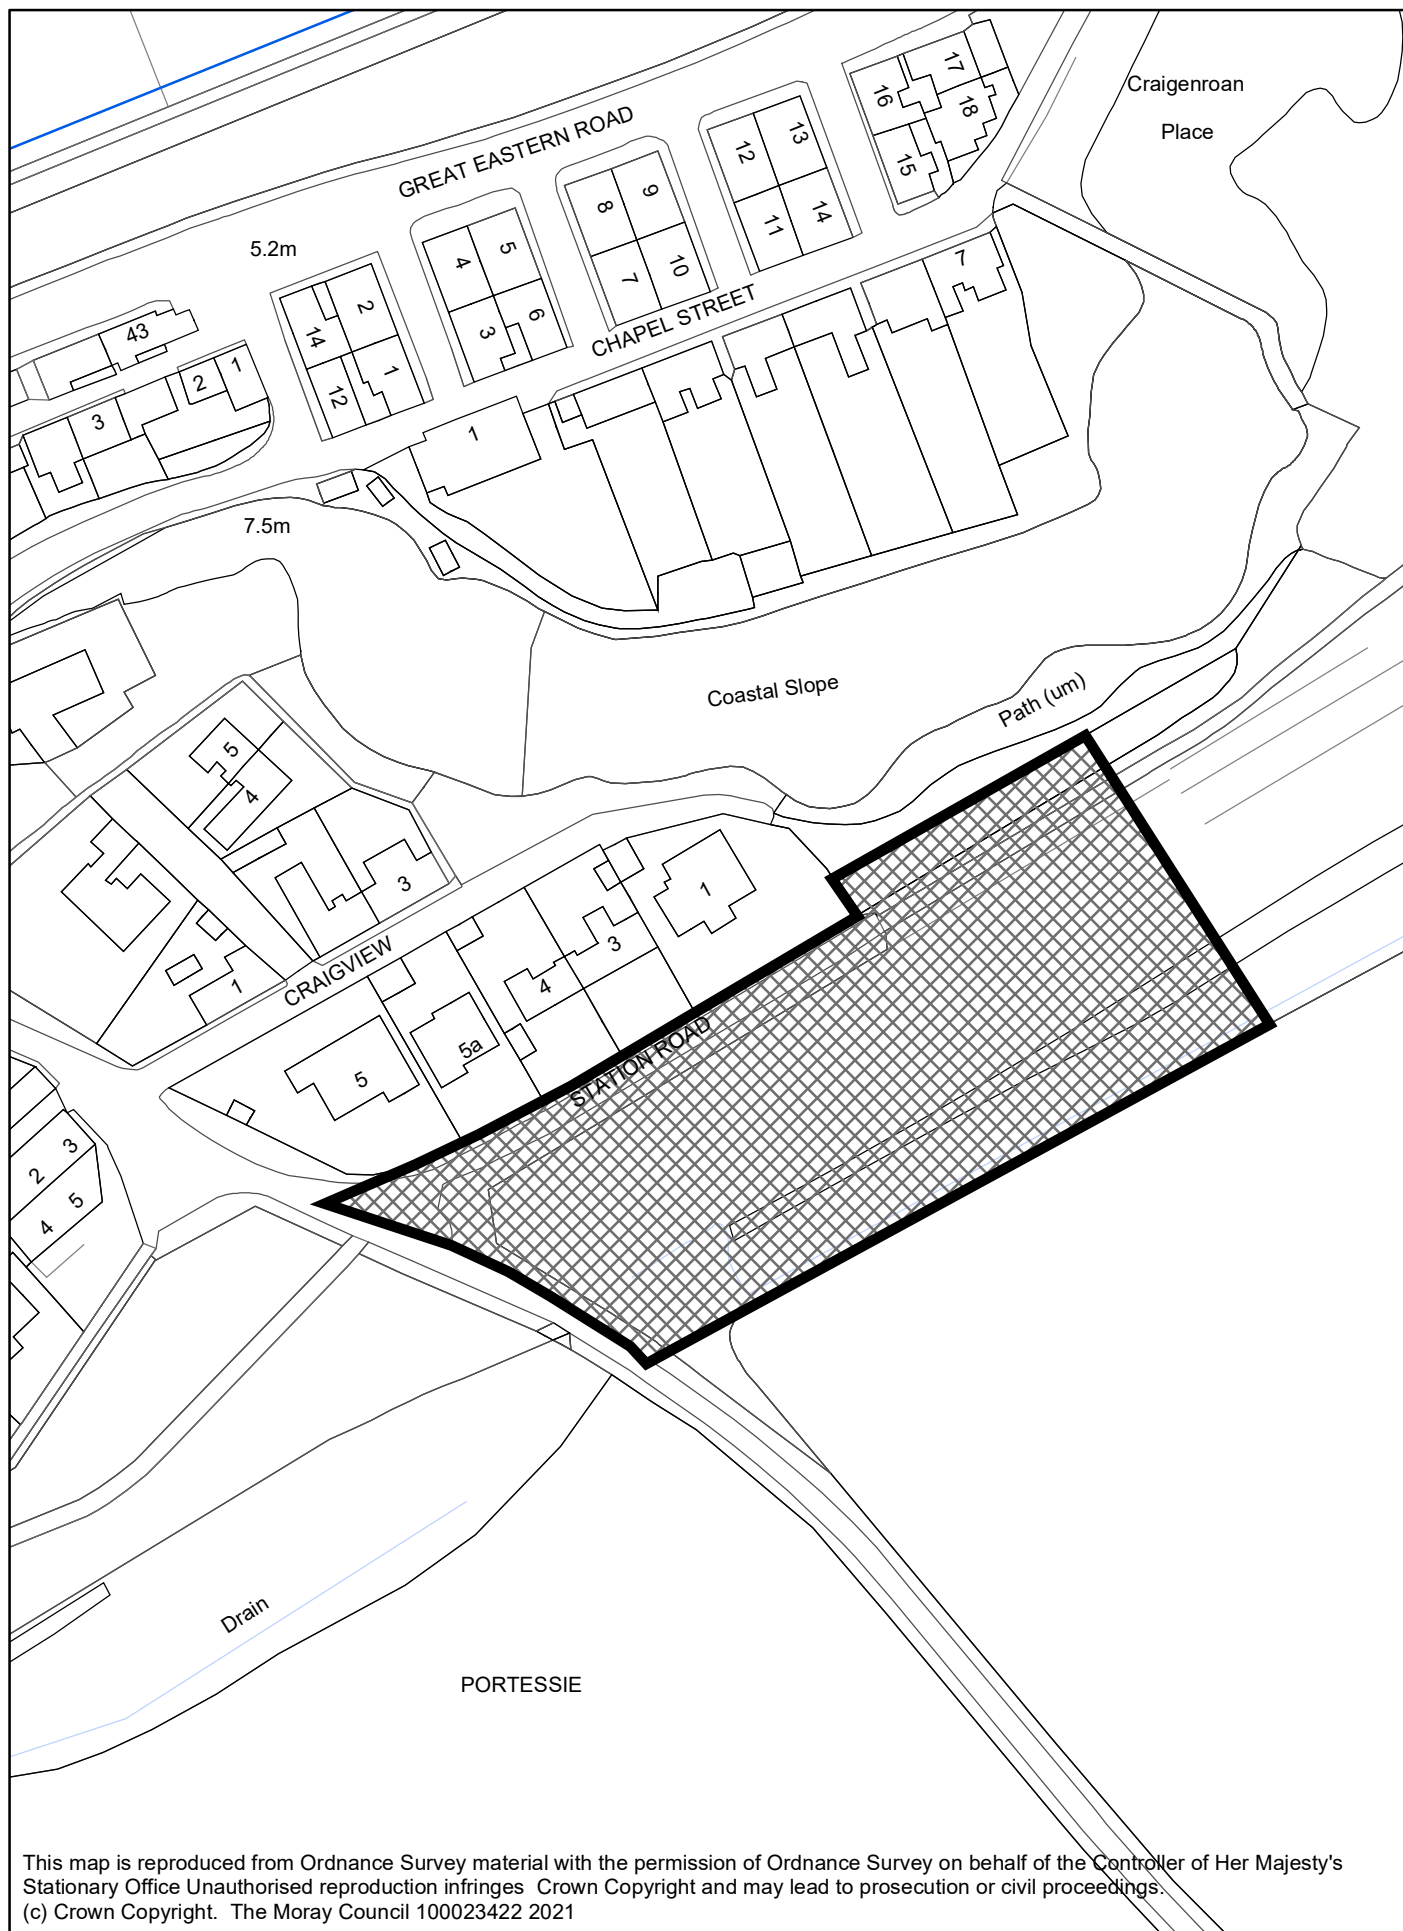 Craigenroan
Place
17
16
18
15
GREAT EASTERN ROAD
13
12
14
11
9
8
10
7
5
4
6
3
5.2m
2
14
1
12
43
1
2
3
CHAPEL STREET
7
1
7.5m
Coastal Slope
Path (um)
5
4
3
1
CRAIGVIEW
1
3
4
5a
5
STATION ROAD
3
2
5
4
Drain
PORTESSIE
This map is reproduced from Ordnance Survey material with the permission of Ordnance Survey on behalf of the Controller of Her Majesty's
Stationary Office Unauthorised reproduction infringes  Crown Copyright and may lead to prosecution or civil proceedings.
(c) Crown Copyright.  The Moray Council 100023422 2021